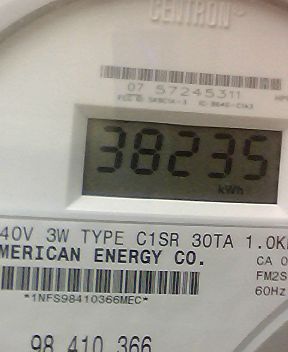 CENTRON
07 57245311
38235
kWh
40V 3W TYPE C1SR 30TA 1.0K
MERICAN ENERGY CO.
CA 0
*1NFS98410366MEC*
FM2S
60Hz
98 410 366